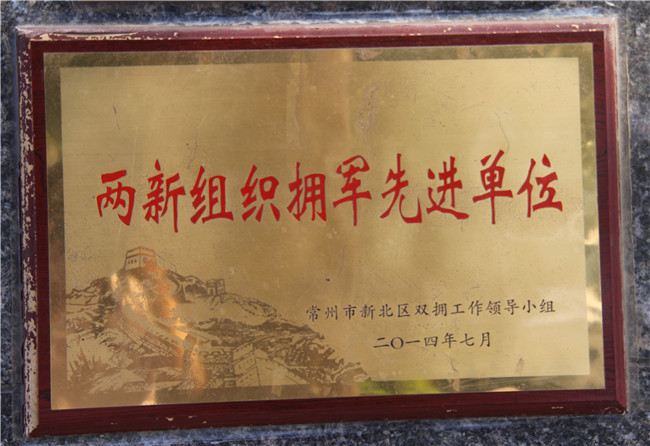 两新组织拥军先进单位
常州市新北区双拥工作领导小组
二〇一四年七月